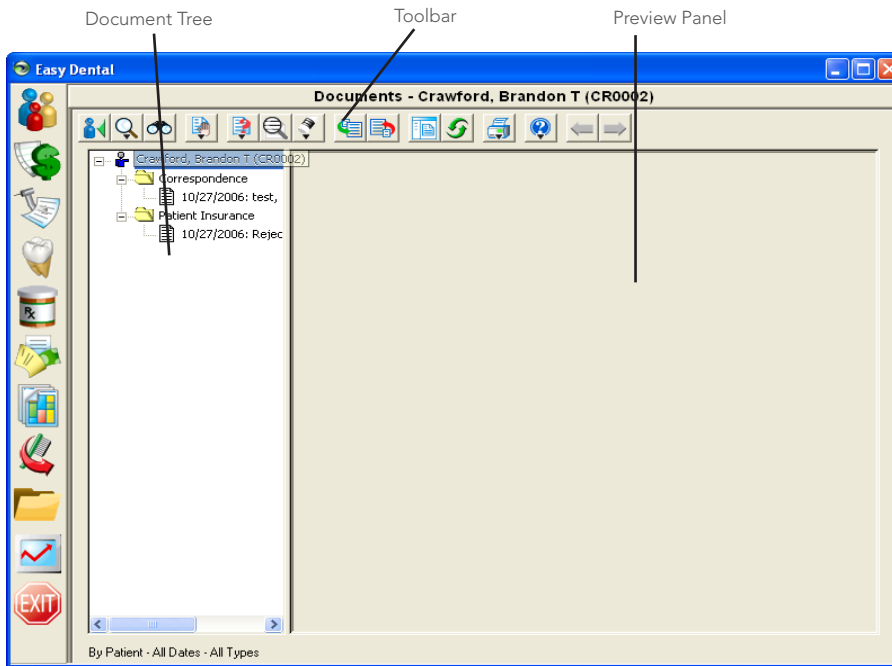 Document Tree
Toolbar
Preview Panel
Easy Dental
Documents - Crawford, Brandon T (CR0002)
Crawford, Brandon T (CR0002)
Correspondence
10/27/2006: test,
Patient Insurance
10/27/2006: Rejec
Rx
EXIT
By Patient - All Dates - All Types